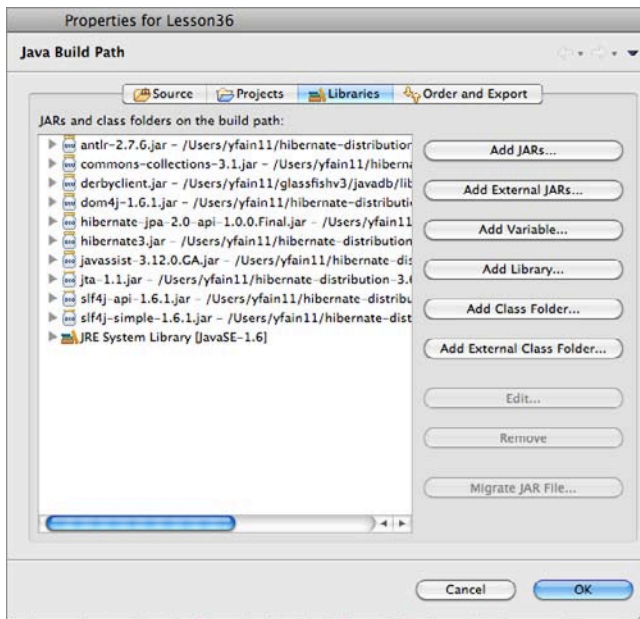 Properties for Lesson36
Java Build Path
Source Projects Libraries Order and Export
JARs and class folders on the build path:
antlr-2.7.6.jar - /Users/yfain11/hibernate-distribution
commons-collections-3.1.jar - /Users/yfain11/hiberna
derbyclient.jar - /Users/yfain11/glassfishv3/javadb/lib
dom4j-1.6.1.jar - /Users/yfain11/hibernate-distributi
hibernate-jpa-2.0-api-1.0.0.Final.jar - /Users/yfain11
hibernate3.jar - /Users/yfain11/hibernate-distribution
javassist-3.12.0.GA.jar - /Users/yfain11/hibernate-di
jta-1.1.jar - /Users/yfain11/hibernate-distribution-3.6
slf4j-api-1.6.1.jar - /Users/yfain11/hibernate-distribu
slf4j-simple-1.6.1.jar - /Users/yfain11/hibernate-dist
JRE System Library [JavaSE-1.6]
Add JARs...
Add External JARs...
Add Variable...
Add Library...
Add Class Folder...
Add External Class Folder...
Edit...
Remove
Migrate JAR File...
Cancel
OK